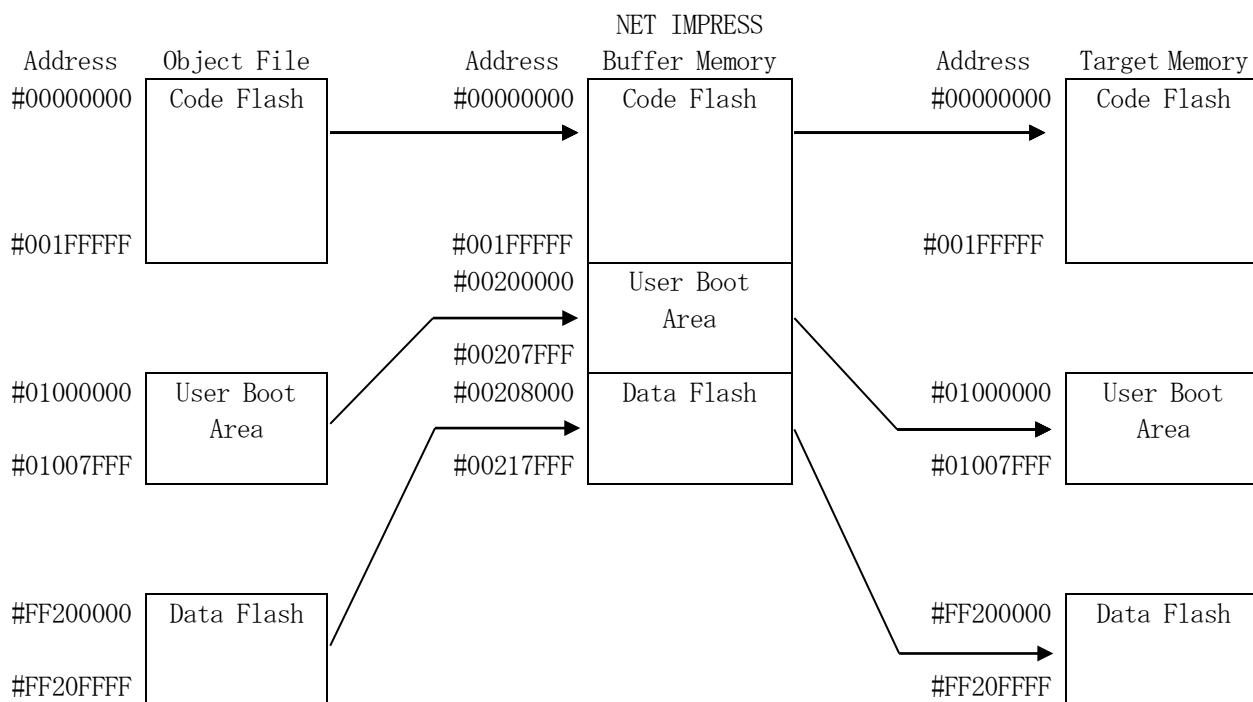 NET IMPRESS
Address Object File Address Buffer Memory Address Target Memory
#00000000 Code Flash #00000000 Code Flash #00000000 Code Flash
#001FFFFF #001FFFFF #001FFFFF
#00200000 User Boot
Area
#00207FFF
#01000000 User Boot #00208000 Data Flash #01000000 User Boot
Area Area
#01007FFF #00217FFF #01007FFF
#FF200000 Data Flash #FF200000 Data Flash
#FF20FFFF #FF20FFFF